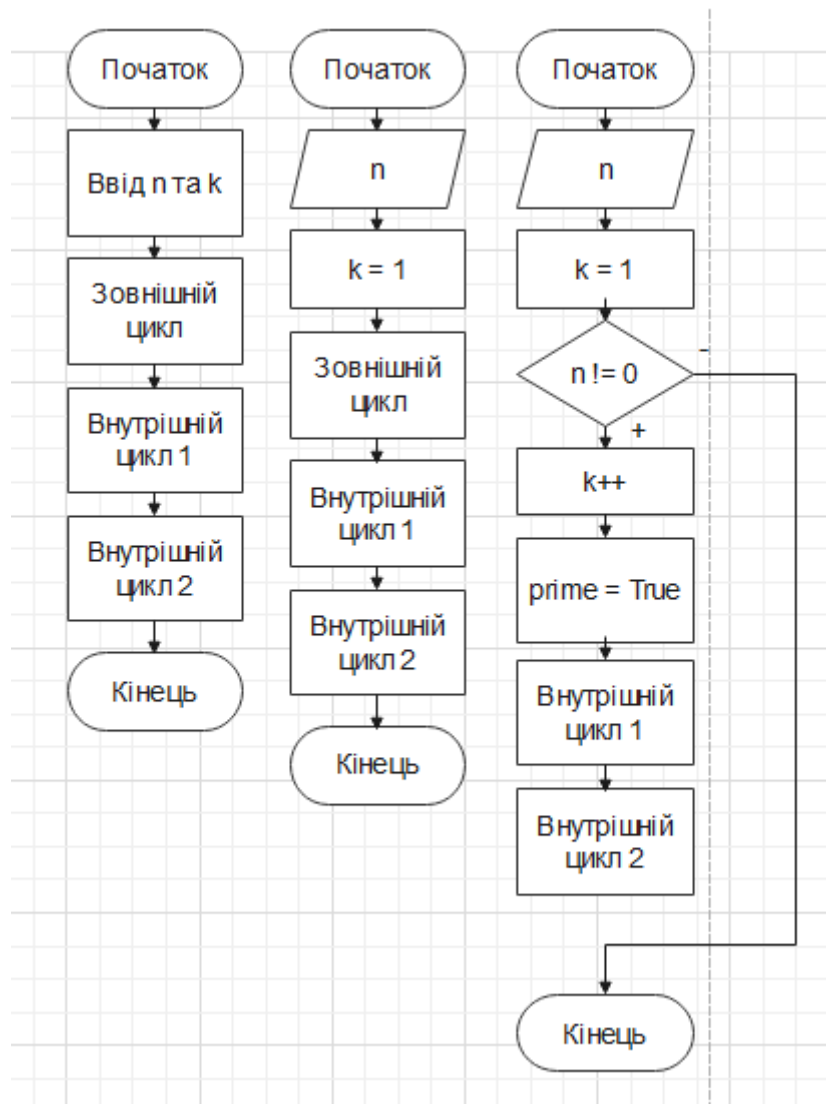 Початок
Ввід n та k
Зовнішній
цикл
Внутрішній
цикл 1
Внутрішній
цикл 2
Кінець
Початок
n
k = 1
Зовнішній
цикл
Внутрішній
цикл 1
Внутрішній
цикл 2
Кінець
Початок
n
k = 1
n != 0
-
+
k++
prime = True
Внутрішній
цикл 1
Внутрішній
цикл 2
Кінець